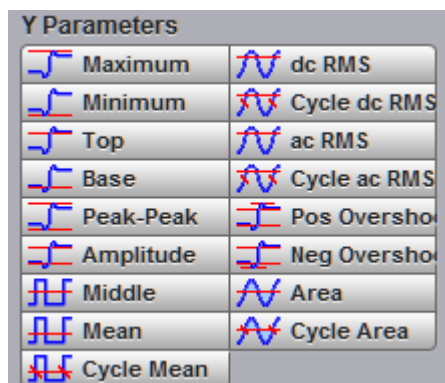 Y Parameters
Maximum
dc RMS
Minimum
Cycle dc RMS
Top
ac RMS
Base
Cycle ac RMS
Peak-Peak
Pos Oversho
Amplitude
Neg Oversho
Middle
Area
Mean
Cycle Area
Cycle Mean